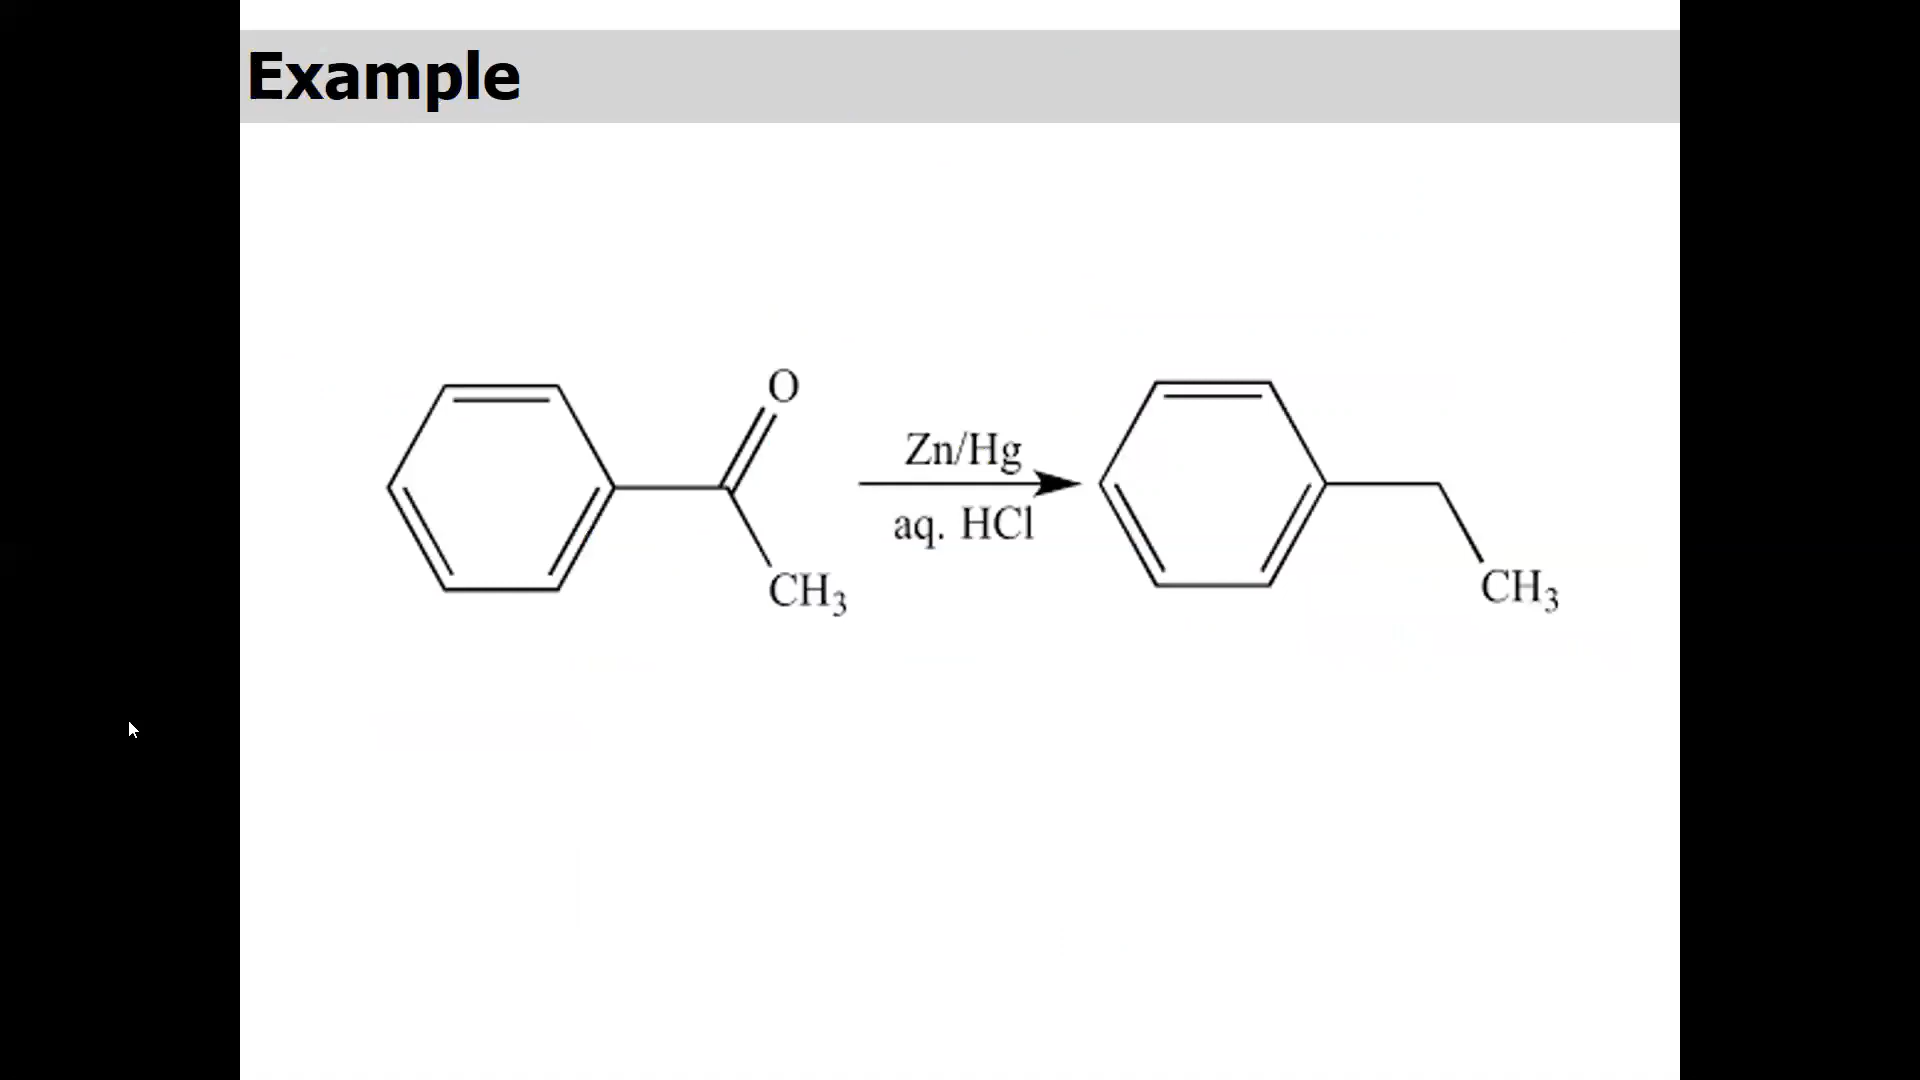 Example
O
Zn/Hg
aq. HCl
CH₃
CH₃